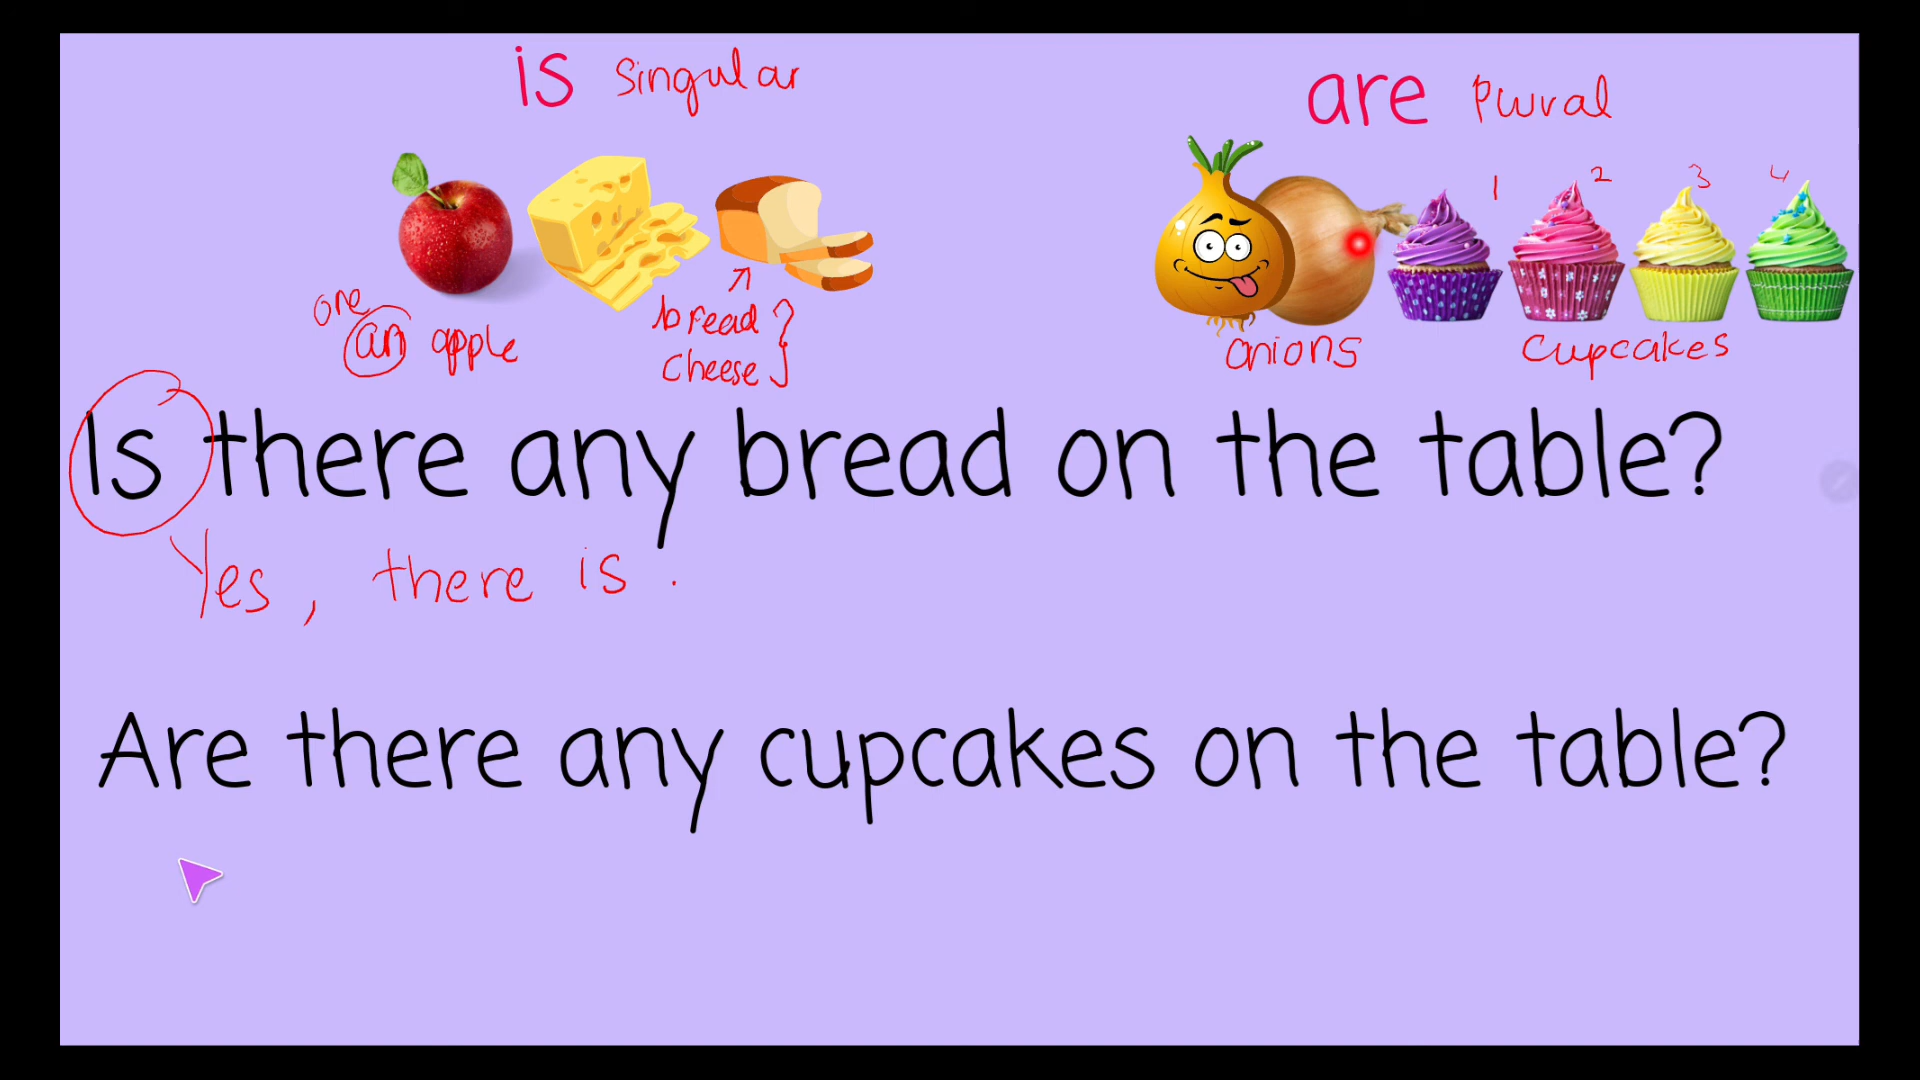 is singular
are Plural
1 2 3 4
one
an apple
bread
cheese
onions
cupcakes
Is there any bread on the table?
Yes, there is.
Are there any cupcakes on the table?